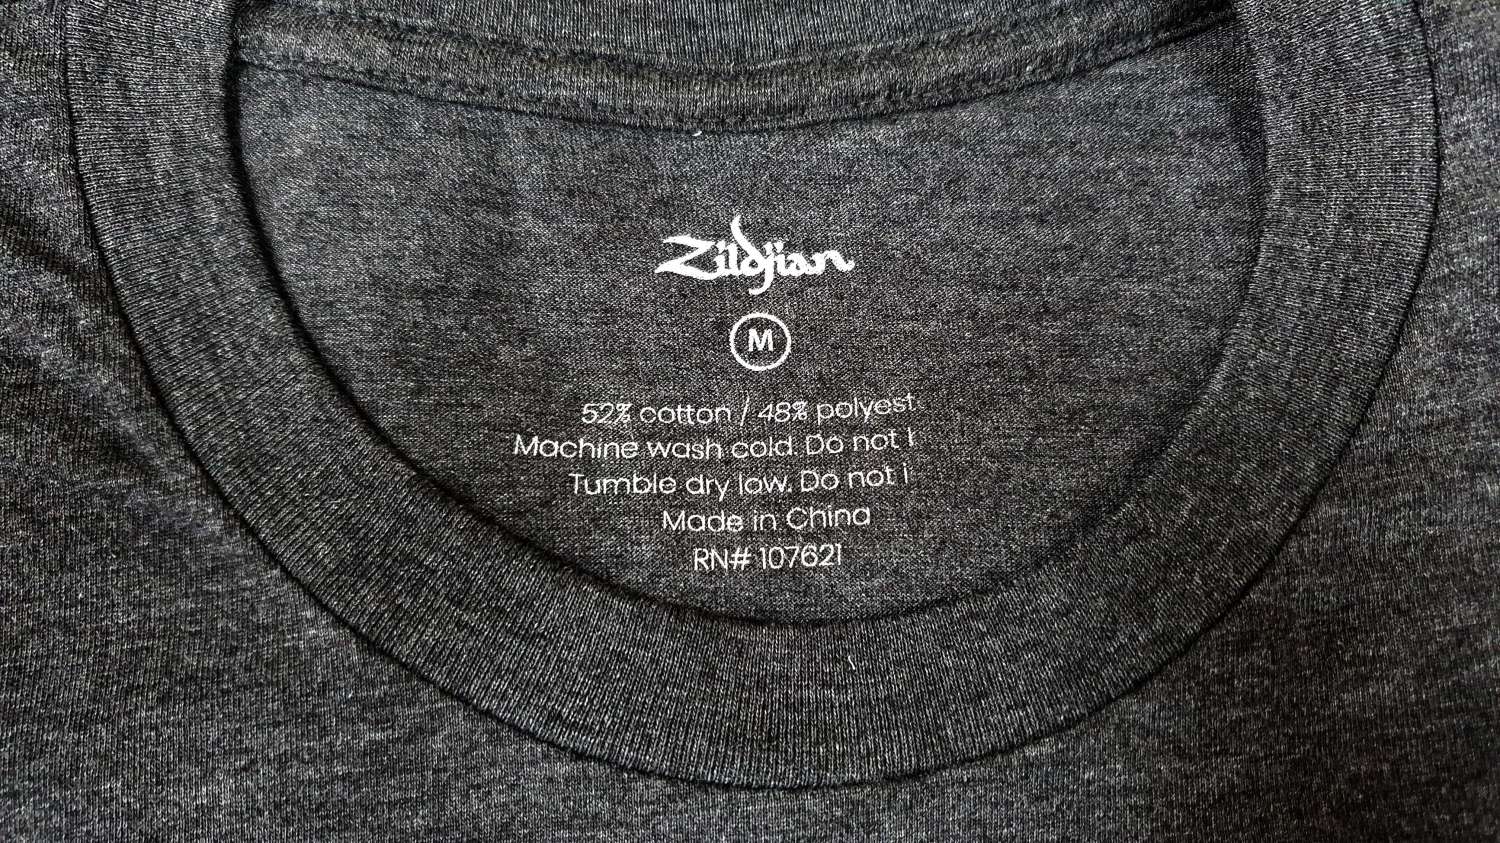 Zildjian
M
52% cotton / 48% polyest
Machine wash cold. Do not
Tumble dry low. Do not i
Made in China
RN# 107621